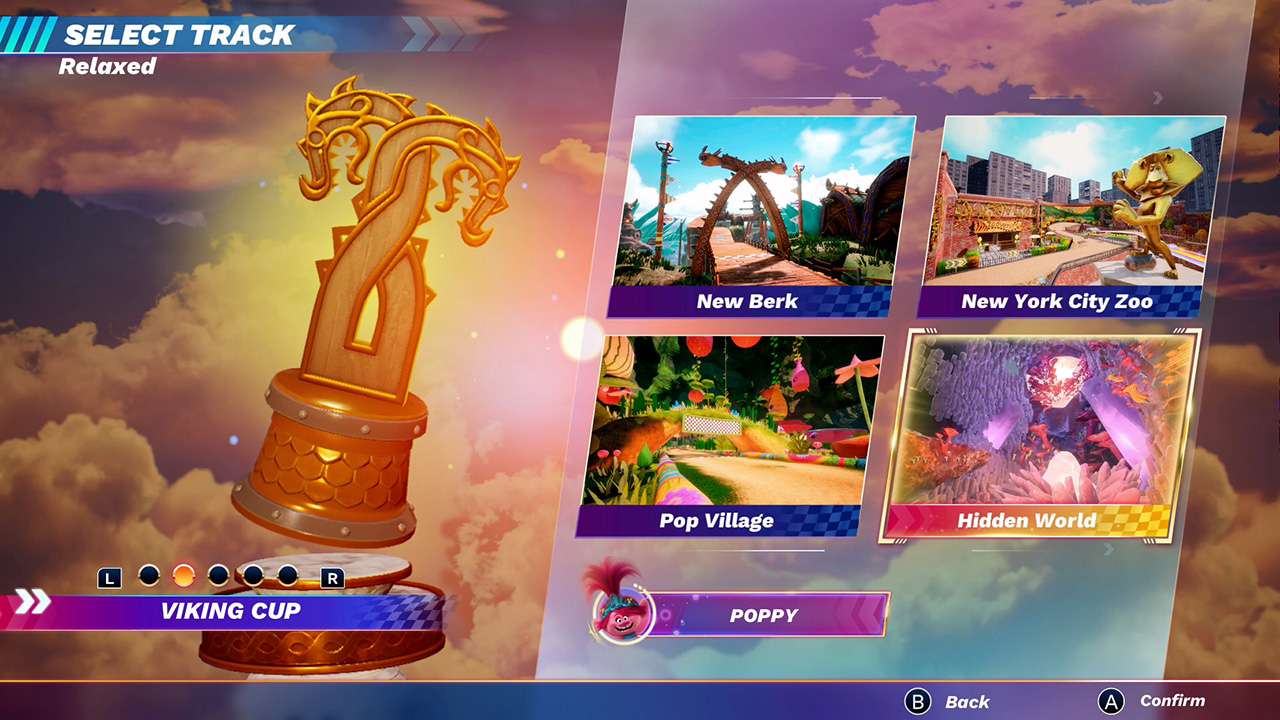 SELECT TRACK
Relaxed
New Berk
New York City Zoo
Pop Village
Hidden World
L
R
VIKING CUP
POPPY
B Back
A Confirm